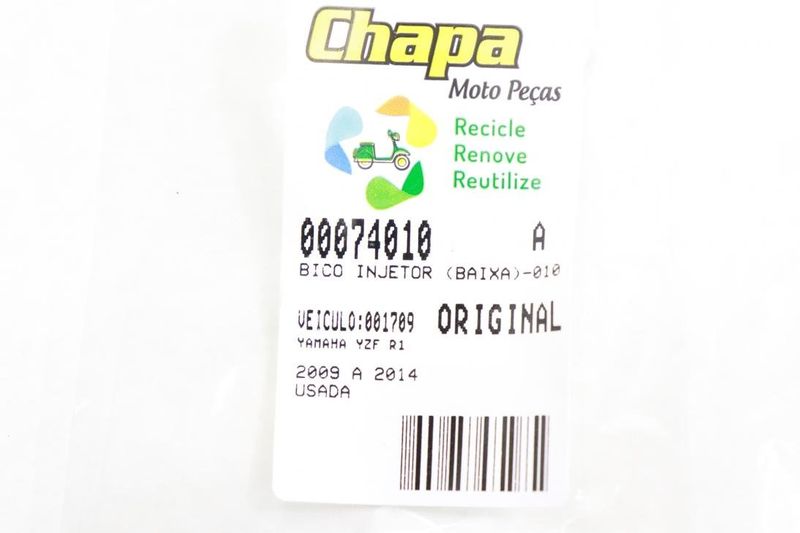 Chapa
Moto Peças
Recicle
Renove
Reutilize
00074010 A
BICO INJETOR (BAIXA)-010
VEICULO:001709 ORIGINAL
YAMAHA YZF R1
2009 A 2014
USADA